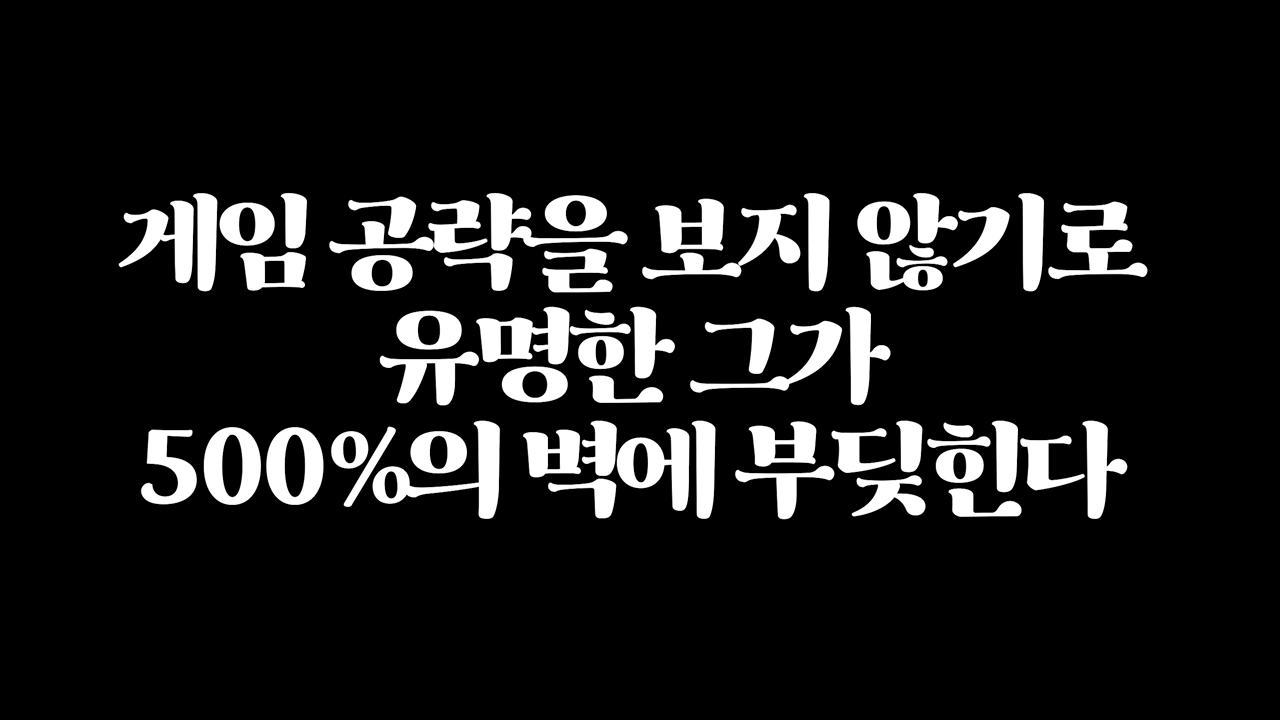 게임 공략을 보지 않기로
유명한 그가
500%의 벽에 부딪힌다